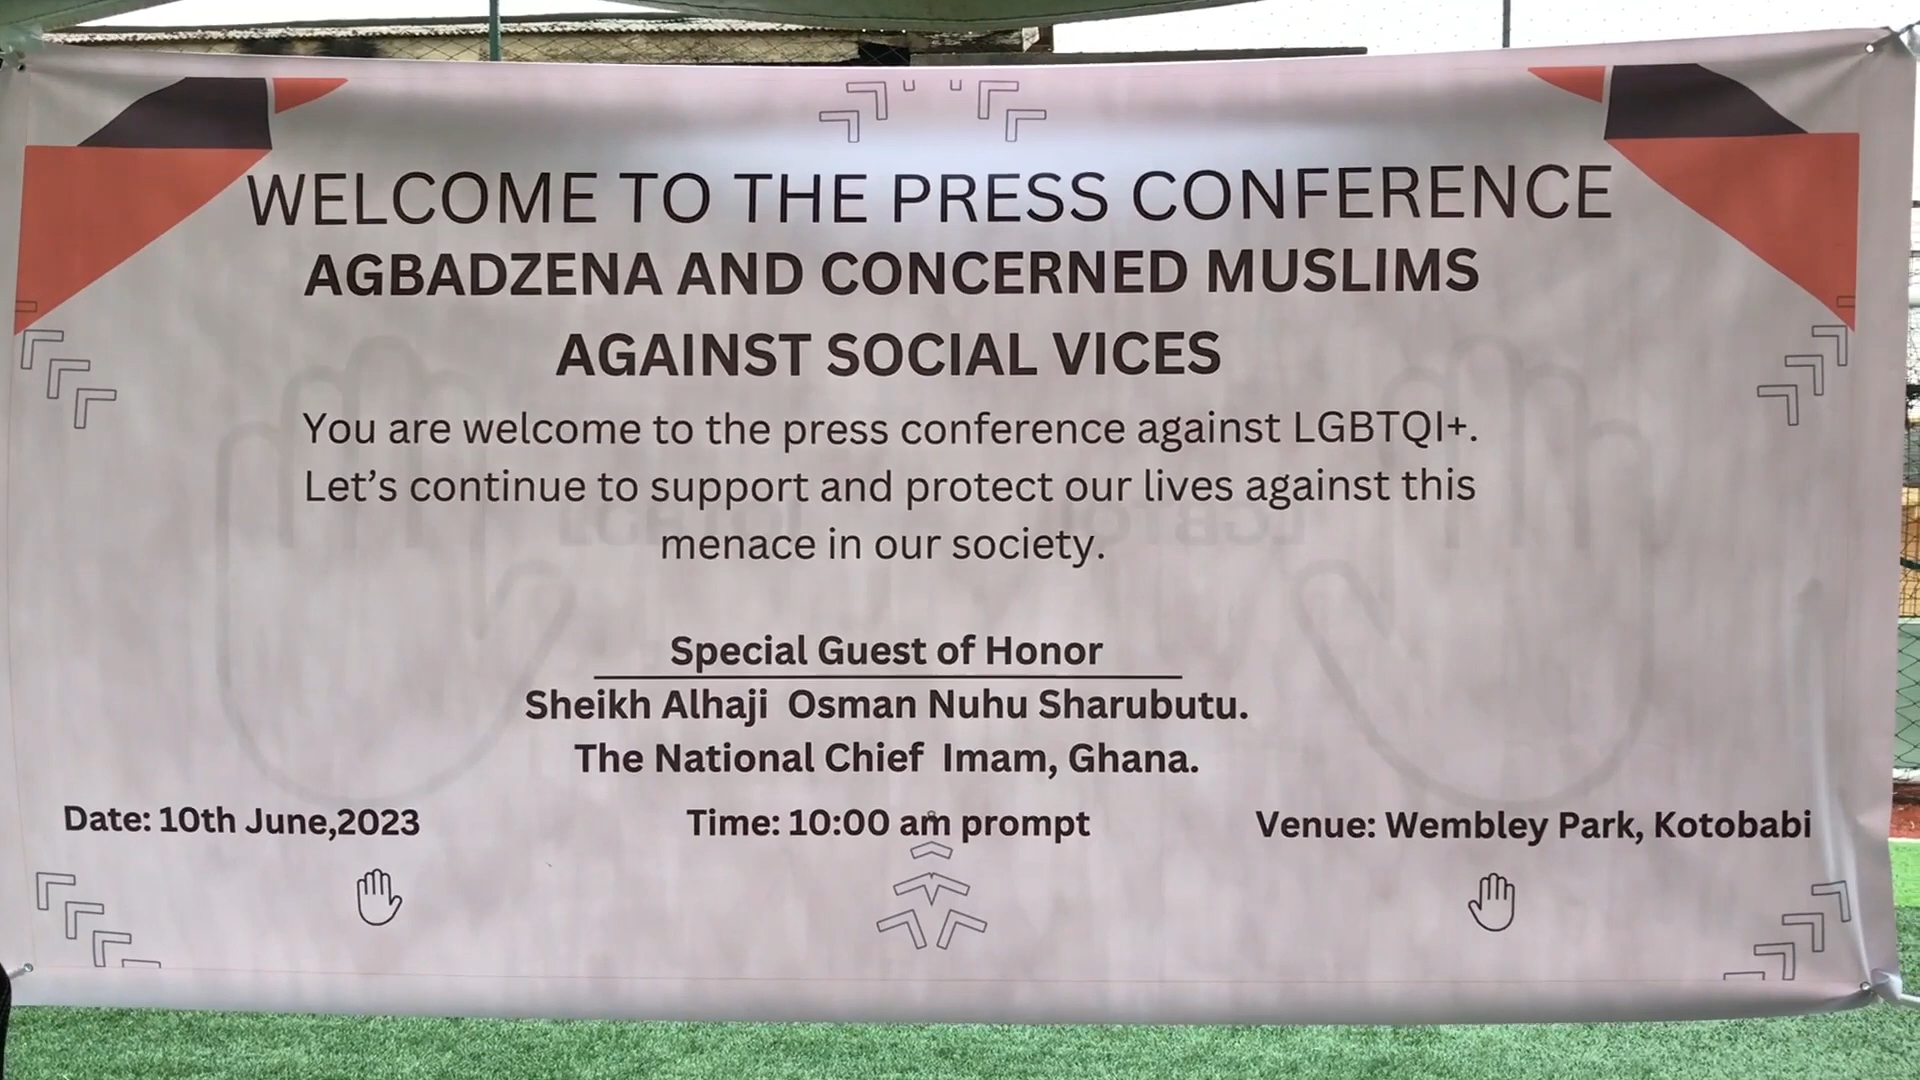 WELCOME TO THE PRESS CONFERENCE
AGBADZENA AND CONCERNED MUSLIMS
AGAINST SOCIAL VICES
You are welcome to the press conference against LGBTQI+.
Let's continue to support and protect our lives against this
menace in our society.
Special Guest of Honor
Sheikh Alhaji Osman Nuhu Sharubutu.
The National Chief Imam, Ghana.
Date: 10th June,2023
Time: 10:00 am prompt
Venue: Wembley Park, Kotobabi